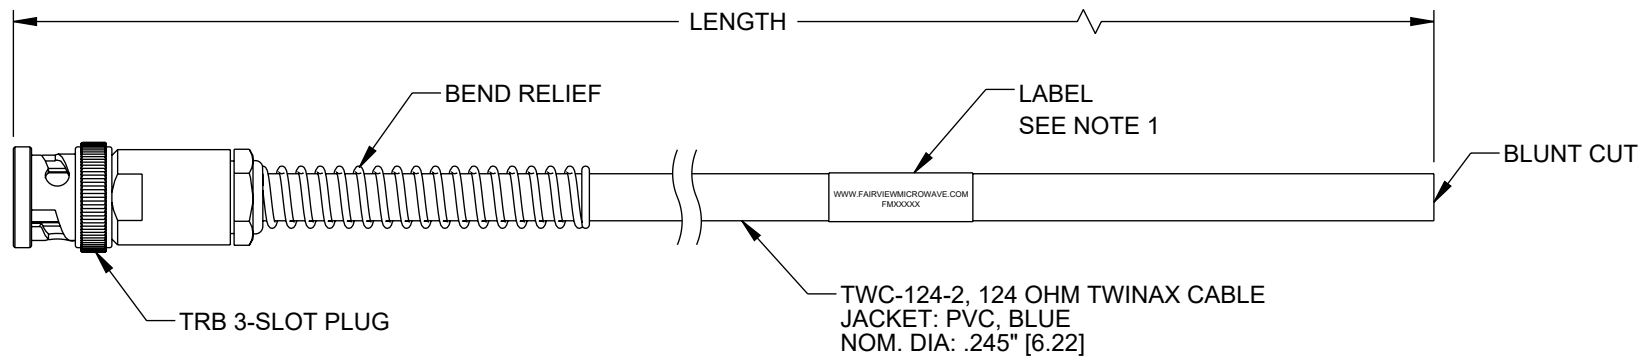 LENGTH
BEND RELIEF
LABEL
SEE NOTE 1
BLUNT CUT
WWW.FAIRVIEWMICROWAVE.COM
FMXXXXX
TRB 3-SLOT PLUG
TWC-124-2, 124 OHM TWINAX CABLE
JACKET: PVC, BLUE
NOM. DIA: .245" [6.22]